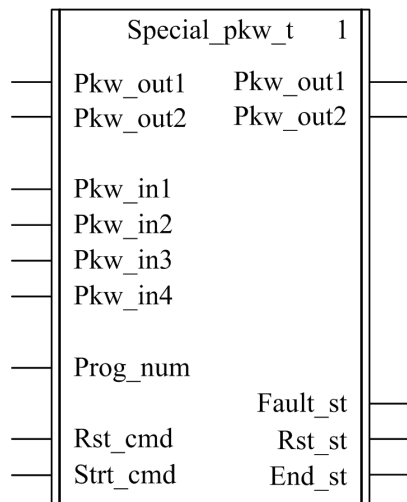 Special_pkw_t 1
Pkw_out1 Pkw_out1
Pkw_out2 Pkw_out2
Pkw_in1
Pkw_in2
Pkw_in3
Pkw_in4
Prog_num
Fault_st
Rst_cmd Rst_st
Strt_cmd End_st